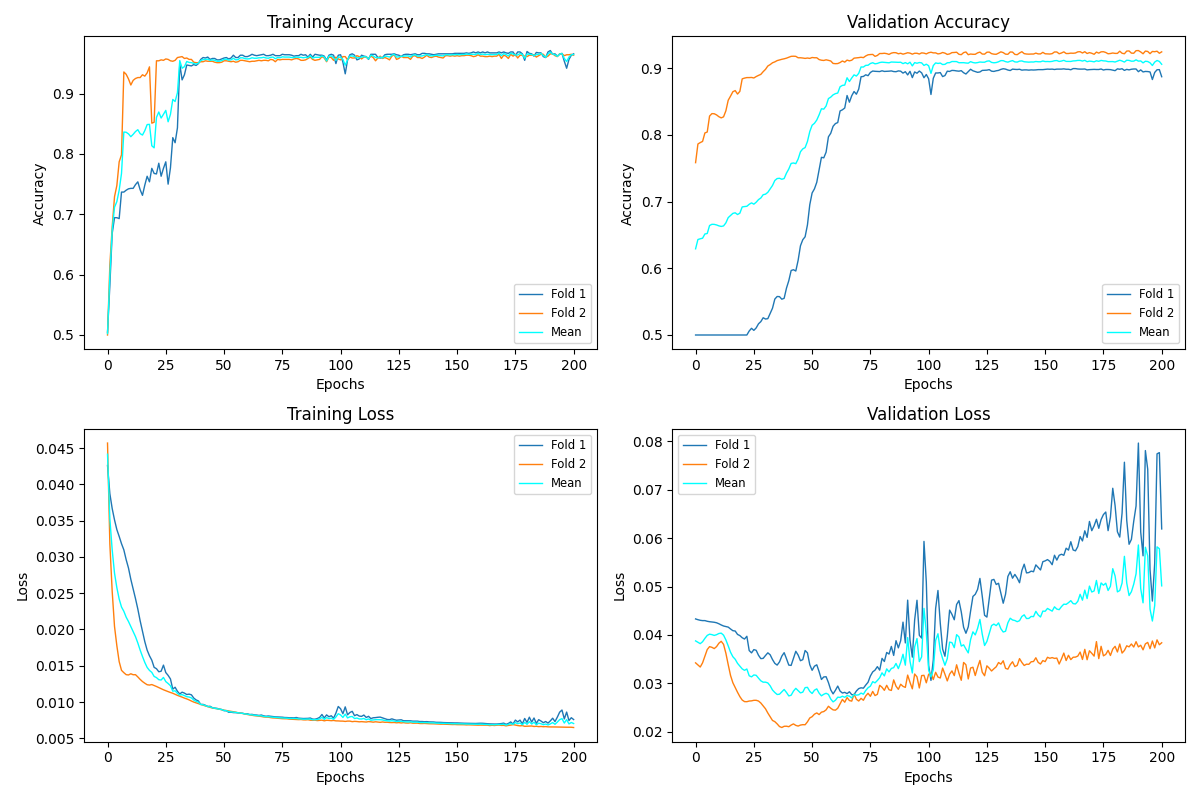 Training Accuracy
Accuracy
0.9
0.8
0.7
0.6
0.5
0 25 50 75 100 125 150 175 200
Epochs
Fold 1
Fold 2
Mean
Validation Accuracy
Accuracy
0.9
0.8
0.7
0.6
0.5
0 25 50 75 100 125 150 175 200
Epochs
Fold 1
Fold 2
Mean
Training Loss
Loss
0.045
0.040
0.035
0.030
0.025
0.020
0.015
0.010
0.005
0 25 50 75 100 125 150 175 200
Epochs
Fold 1
Fold 2
Mean
Validation Loss
Loss
0.08
0.07
0.06
0.05
0.04
0.03
0.02
0 25 50 75 100 125 150 175 200
Epochs
Fold 1
Fold 2
Mean